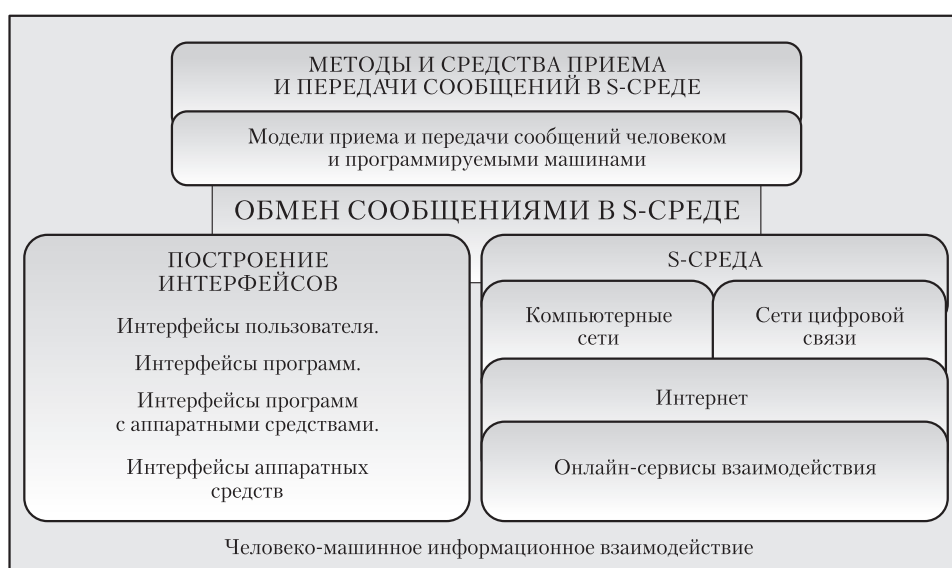 МЕТОДЫ И СРЕДСТВА ПРИЕМА
И ПЕРЕДАЧИ СООБЩЕНИЙ В S-СРЕДЕ
Модели приема и передачи сообщений человеком
и программируемыми машинами
ОБМЕН СООБЩЕНИЯМИ В S-СРЕДЕ
ПОСТРОЕНИЕ
ИНТЕРФЕЙСОВ
Интерфейсы пользователя.
Интерфейсы программ.
Интерфейсы программ
с аппаратными средствами.
Интерфейсы аппаратных
средств
S-СРЕДА
Компьютерные
сети
Сети цифровой
связи
Интернет
Онлайн-сервисы взаимодействия
Человеко-машинное информационное взаимодействие